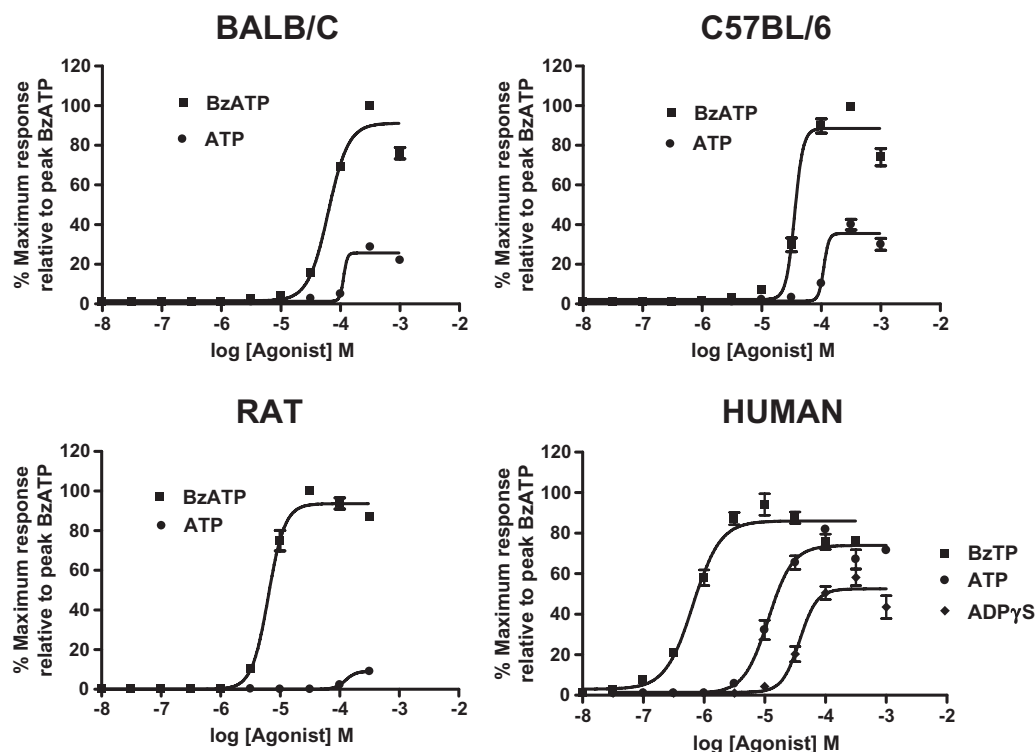 BALB/C
% Maximum response
relative to peak BzATP
120
100
80
60
40
20
0
BzATP
ATP
-8 -7 -6 -5 -4 -3 -2
log [Agonist] M
C57BL/6
% Maximum response
relative to peak BzATP
120
100
80
60
40
20
0
BzATP
ATP
-8 -7 -6 -5 -4 -3 -2
log [Agonist] M
RAT
% Maximum response
relative to peak BzATP
120
100
80
60
40
20
0
BzATP
ATP
-8 -7 -6 -5 -4 -3 -2
log [Agonist] M
HUMAN
% Maximum response
relative to peak BzATP
120
100
80
60
40
20
0
BzTP
ATP
ADPγS
-8 -7 -6 -5 -4 -3 -2
log [Agonist] M